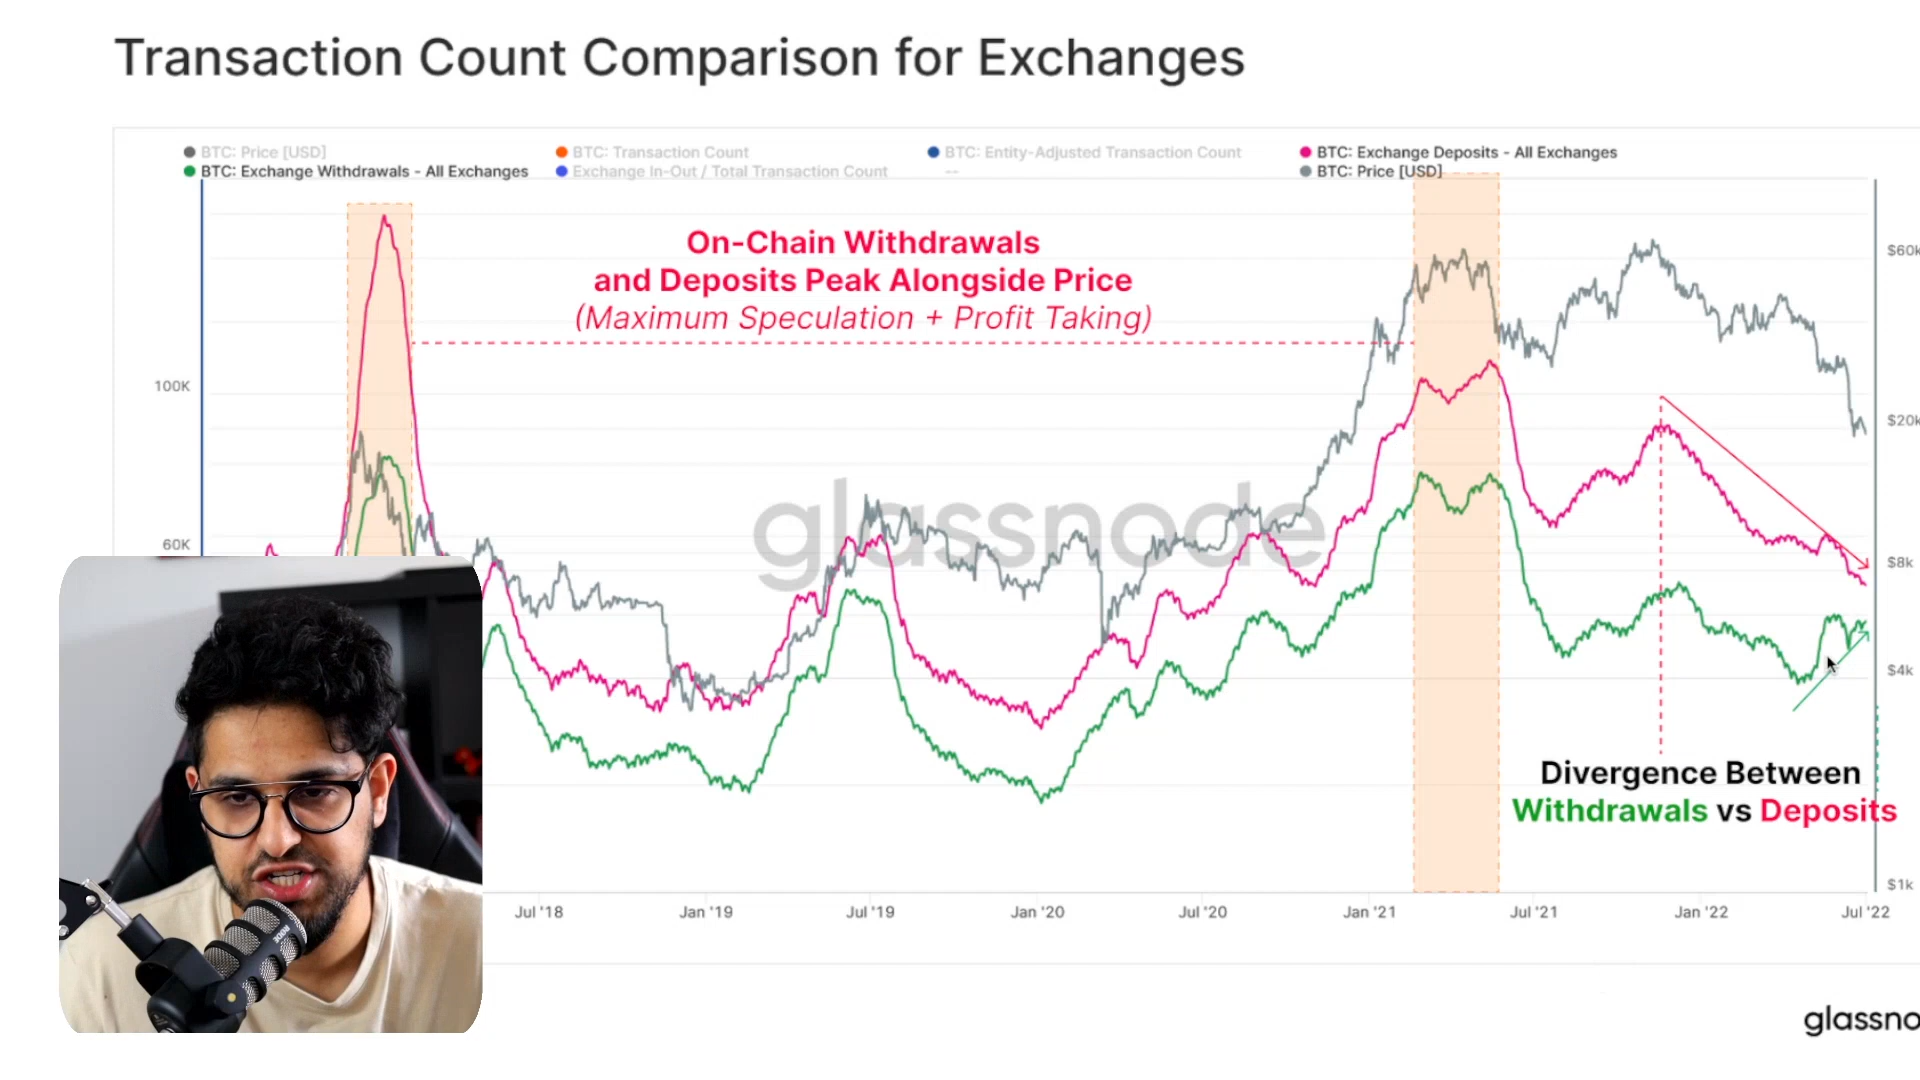 Transaction Count Comparison for Exchanges
BTC: Price [USD]
BTC: Transaction Count
BTC: Entity-Adjusted Transaction Count
BTC: Exchange Deposits - All Exchanges
BTC: Exchange Withdrawals - All Exchanges
Exchange In-Out / Total Transaction Count
--
BTC: Price [USD]
On-Chain Withdrawals
and Deposits Peak Alongside Price
(Maximum Speculation + Profit Taking)
100K
60K
$60k
$20k
$8k
$4k
$1k
glassnode
Divergence Between
Withdrawals vs Deposits
Jul '18
Jan '19
Jul '19
Jan '20
Jul '20
Jan '21
Jul '21
Jan '22
Jul '22
RODE
glassno